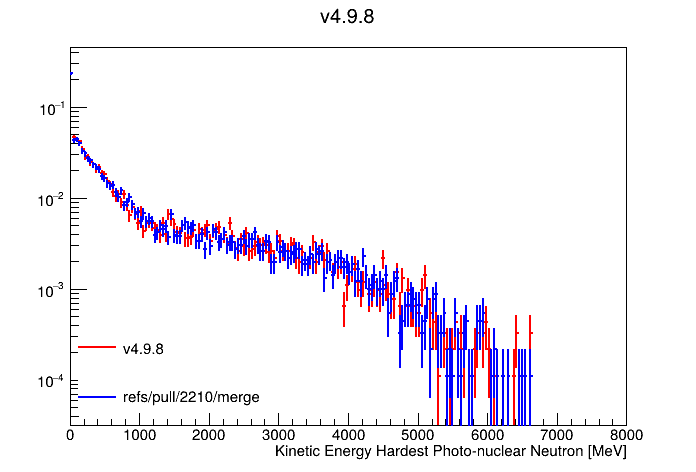 v4.9.8
10⁻¹
10⁻²
10⁻³
10⁻⁴
v4.9.8
refs/pull/2210/merge
0 1000 2000 3000 4000 5000 6000 7000 8000
Kinetic Energy Hardest Photo-nuclear Neutron [MeV]